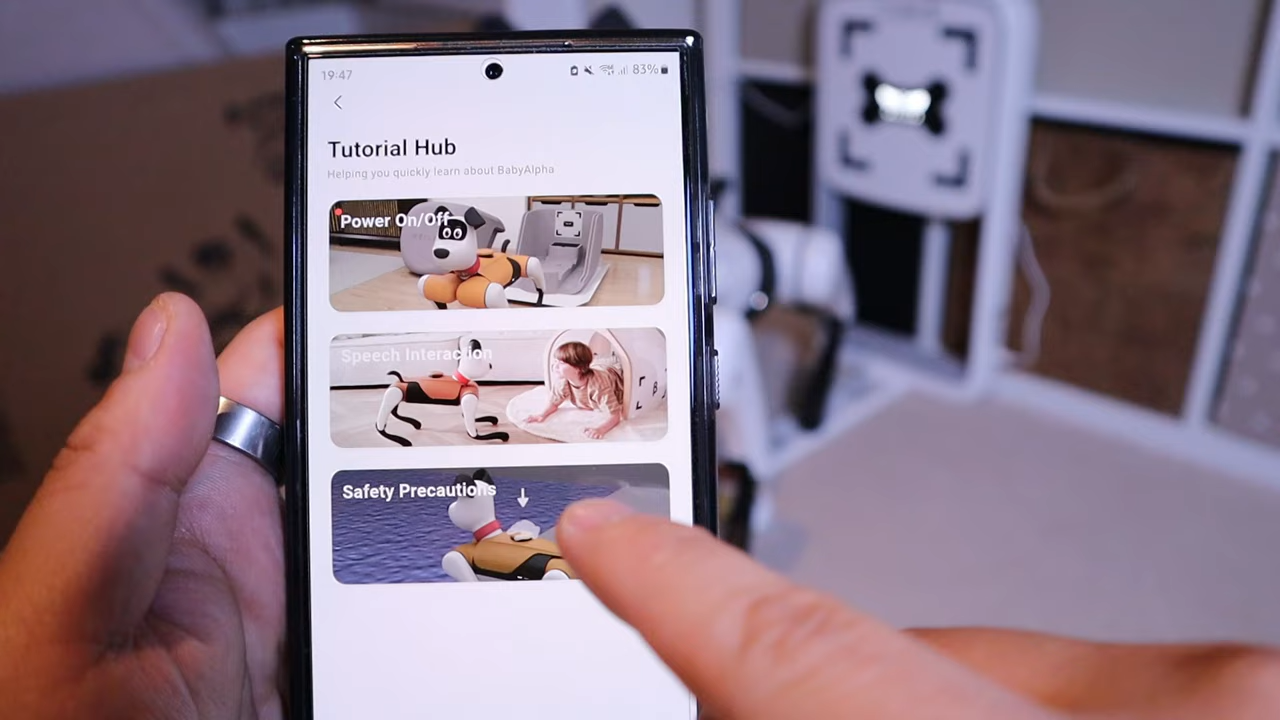 19:47
83%
Tutorial Hub
Helping you quickly learn about BabyAlpha
Power On/Off
Speech Interaction
Safety Precautions